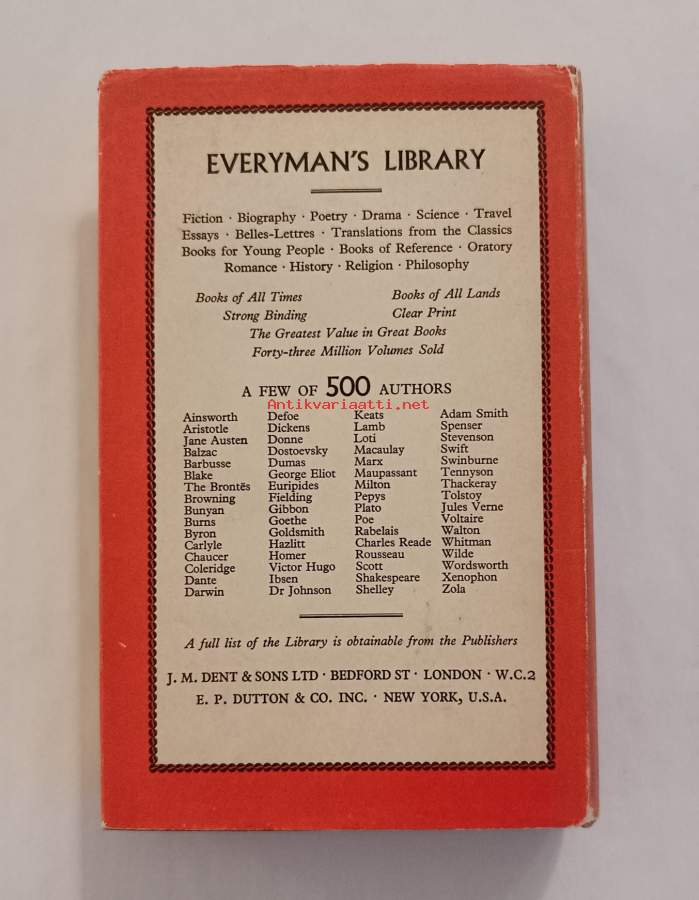 EVERYMAN'S LIBRARY
Fiction · Biography · Poetry · Drama · Science · Travel
Essays · Belles-Lettres · Translations from the Classics
Books for Young People · Books of Reference · Oratory
Romance · History · Religion · Philosophy
Books of All Times Books of All Lands
Strong Binding Clear Print
The Greatest Value in Great Books
Forty-three Million Volumes Sold
A FEW OF 500 AUTHORS
Antikvariaatti.net
Ainsworth
Aristotle
Jane Austen
Balzac
Barbusse
Blake
The Brontës
Browning
Bunyan
Burns
Byron
Carlyle
Chaucer
Coleridge
Dante
Darwin
Defoe
Dickens
Donne
Dostoevsky
Dumas
George Eliot
Euripides
Fielding
Gibbon
Goethe
Goldsmith
Hazlitt
Homer
Victor Hugo
Ibsen
Dr Johnson
Keats
Lamb
Loti
Macaulay
Marx
Maupassant
Milton
Pepys
Plato
Poe
Rabelais
Charles Reade
Rousseau
Scott
Shakespeare
Shelley
Adam Smith
Spenser
Stevenson
Swift
Swinburne
Tennyson
Thackeray
Tolstoy
Jules Verne
Voltaire
Walton
Whitman
Wilde
Wordsworth
Xenophon
Zola
A full list of the Library is obtainable from the Publishers
J. M. DENT & SONS LTD · BEDFORD ST · LONDON · W.C.2
E. P. DUTTON & CO. INC. · NEW YORK, U.S.A.